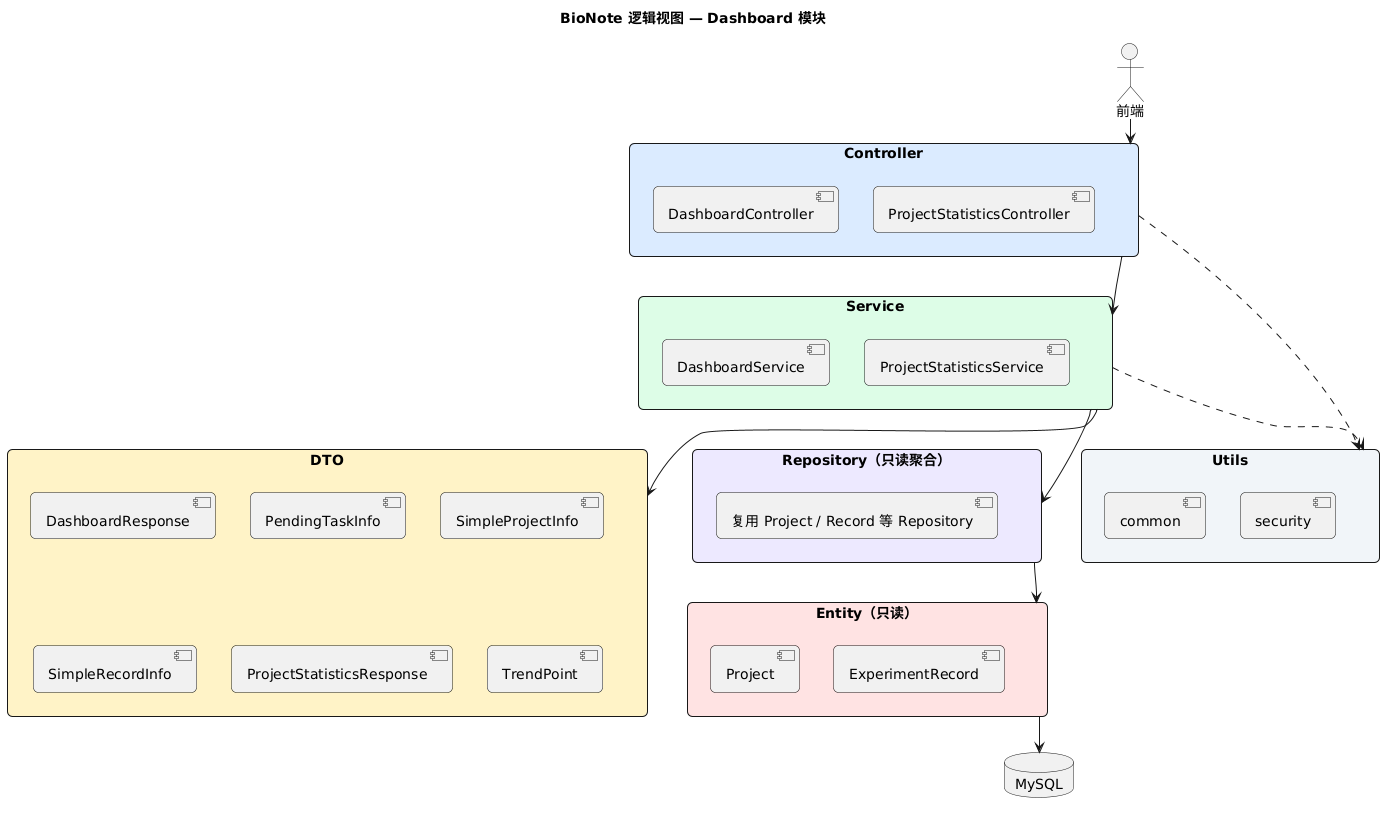 BioNote 逻辑视图 — Dashboard 模块
前端
Controller
DashboardController
ProjectStatisticsController
Service
DashboardService
ProjectStatisticsService
DTO
DashboardResponse
PendingTaskInfo
SimpleProjectInfo
SimpleRecordInfo
ProjectStatisticsResponse
TrendPoint
Repository（只读聚合）
复用 Project / Record 等 Repository
Utils
common
security
Entity（只读）
Project
ExperimentRecord
MySQL